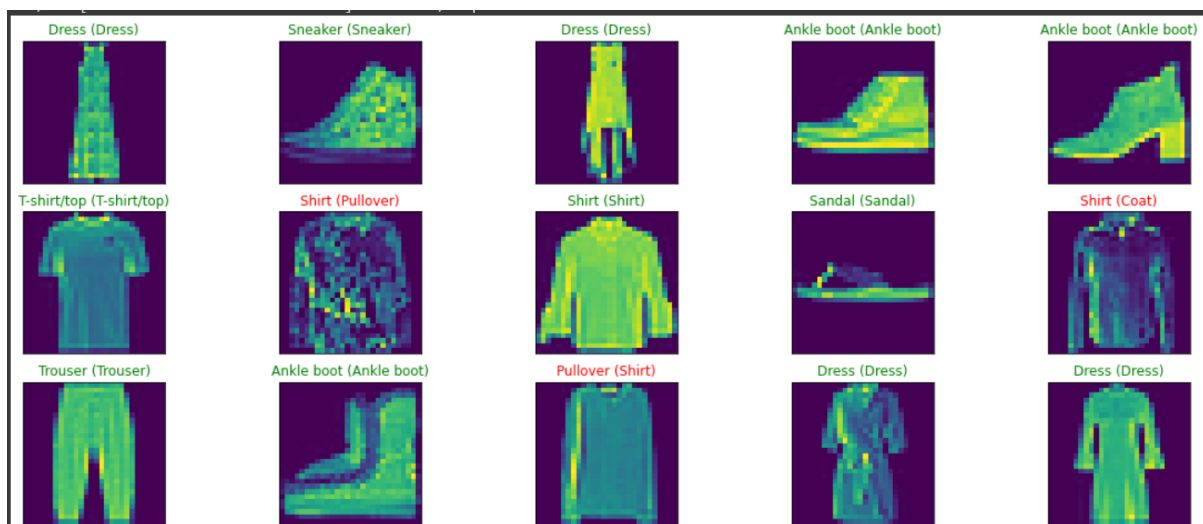 Dress (Dress)
Sneaker (Sneaker)
Dress (Dress)
Ankle boot (Ankle boot)
Ankle boot (Ankle boot)
T-shirt/top (T-shirt/top)
Shirt (Pullover)
Shirt (Shirt)
Sandal (Sandal)
Shirt (Coat)
Trouser (Trouser)
Ankle boot (Ankle boot)
Pullover (Shirt)
Dress (Dress)
Dress (Dress)